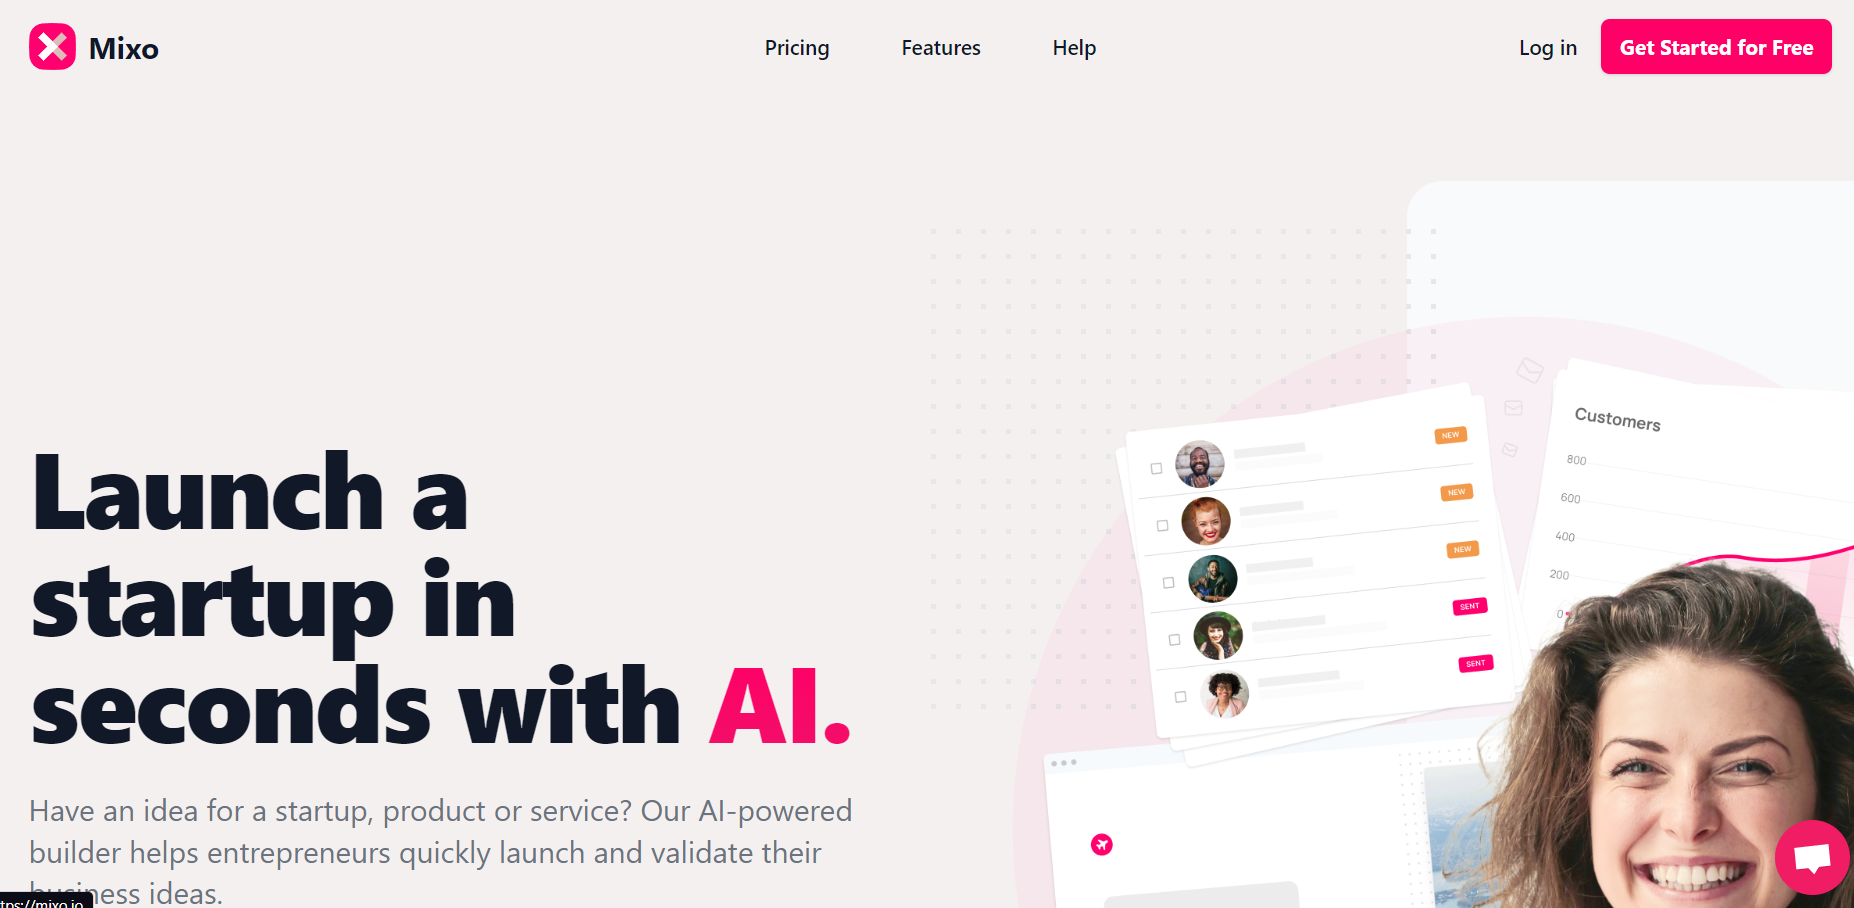 Mixo
Pricing
Features
Help
Log in
Get Started for Free
Launch a
startup in
seconds with AI.
Have an idea for a startup, product or service? Our AI-powered
builder helps entrepreneurs quickly launch and validate their
business ideas.
NEW
NEW
NEW
SENT
SENT
Customers
800
600
400
200
0
tps://mixo.io